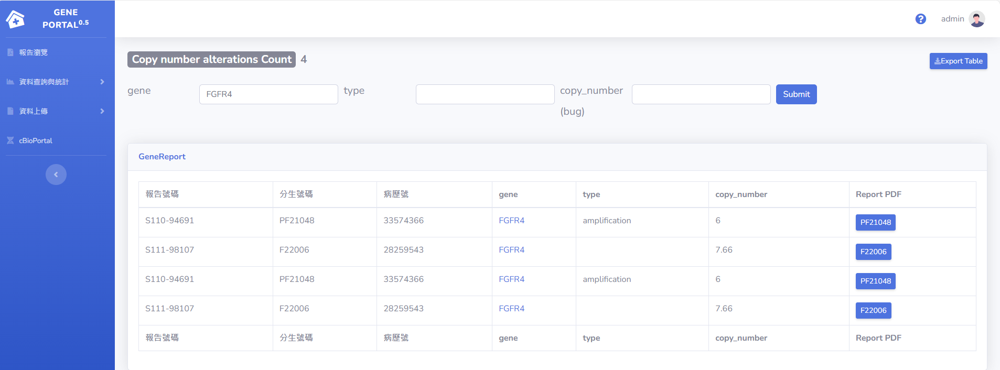 GENE
PORTAL0.5
報告瀏覽
資料查詢與統計
資料上傳
cBioPortal
admin
Copy number alterations Count 4
Export Table
gene FGFR4 type copy_number Submit
(bug)
GeneReport
報告號碼 分生號碼 病歷號 gene type copy_number Report PDF
S110-94691 PF21048 33574366 FGFR4 amplification 6 PF21048
S111-98107 F22006 28259543 FGFR4 7.66 F22006
S110-94691 PF21048 33574366 FGFR4 amplification 6 PF21048
S111-98107 F22006 28259543 FGFR4 7.66 F22006
報告號碼 分生號碼 病歷號 gene type copy_number Report PDF